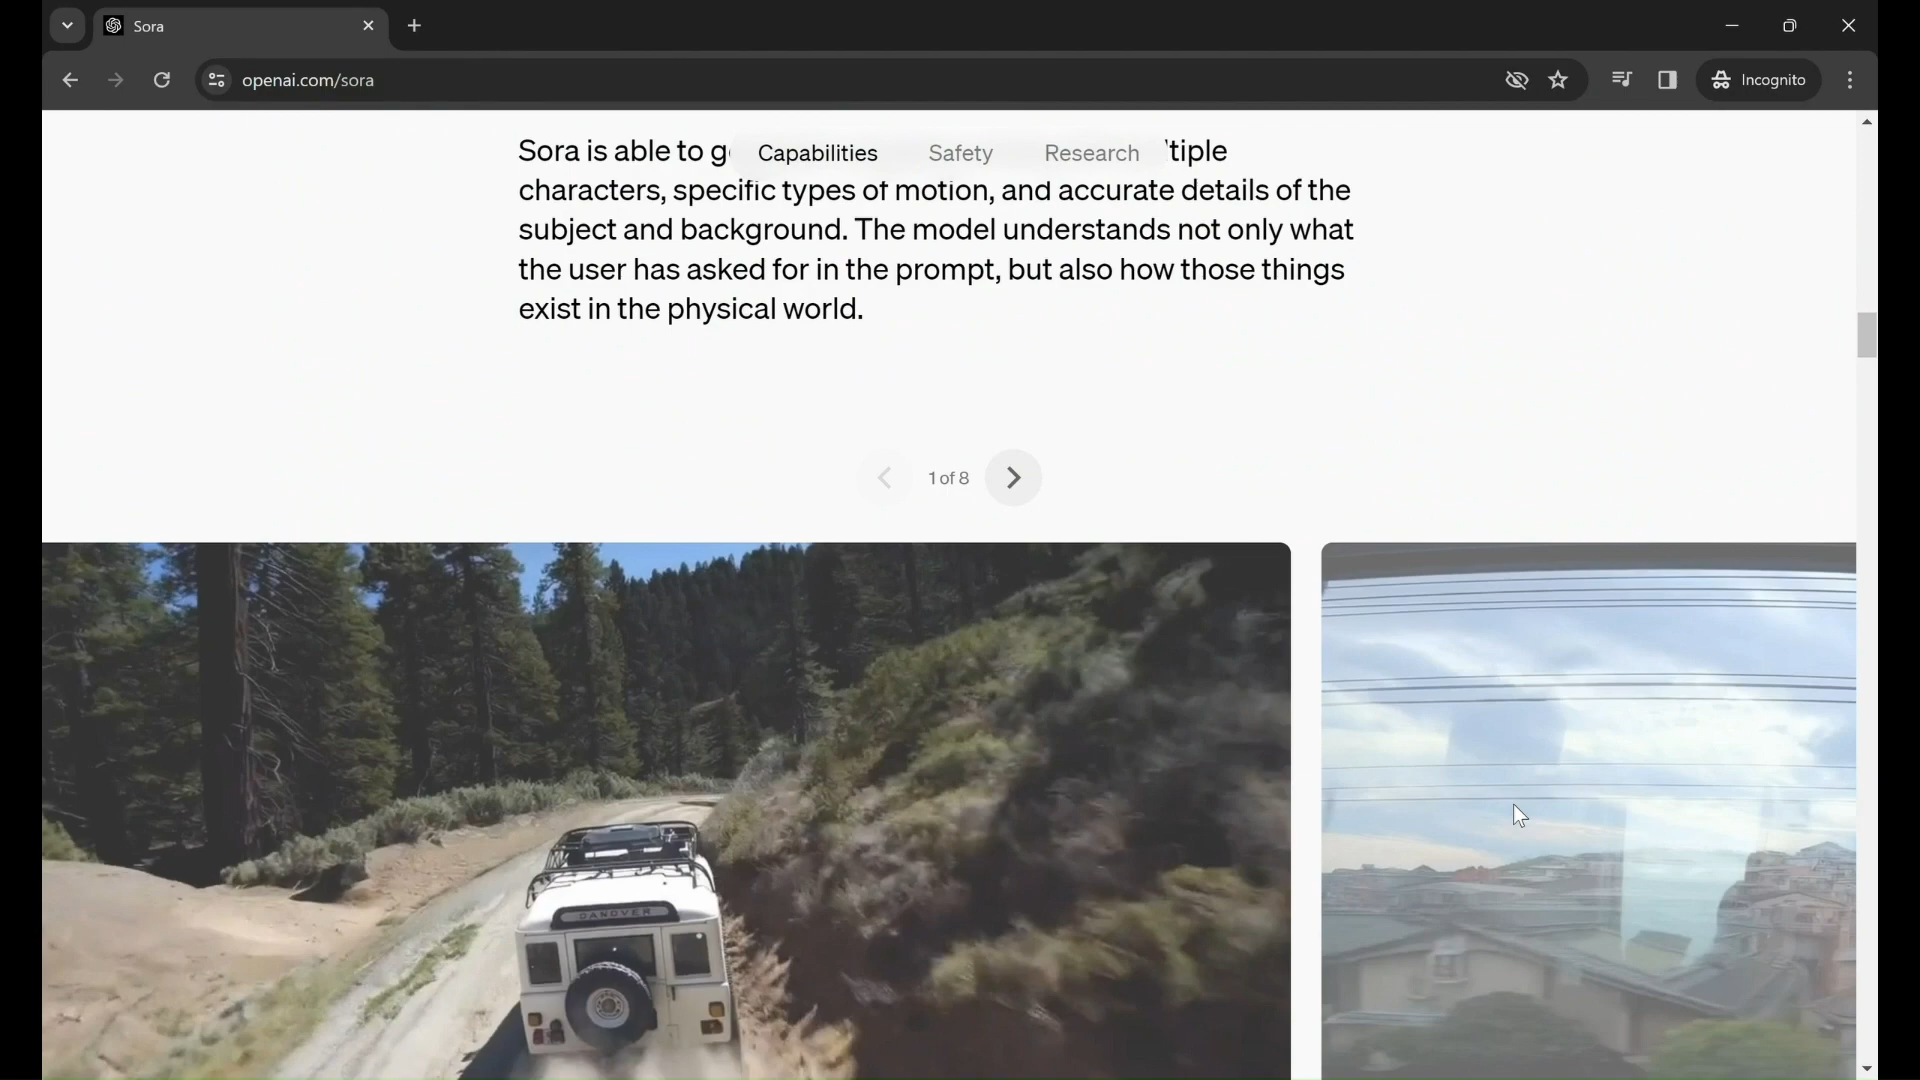 Sora
openai.com/sora
Incognito
Sora is able to g
Capabilities
Safety
Research
tiple
characters, specific types of motion, and accurate details of the
subject and background. The model understands not only what
the user has asked for in the prompt, but also how those things
exist in the physical world.
1 of 8
DANOVER